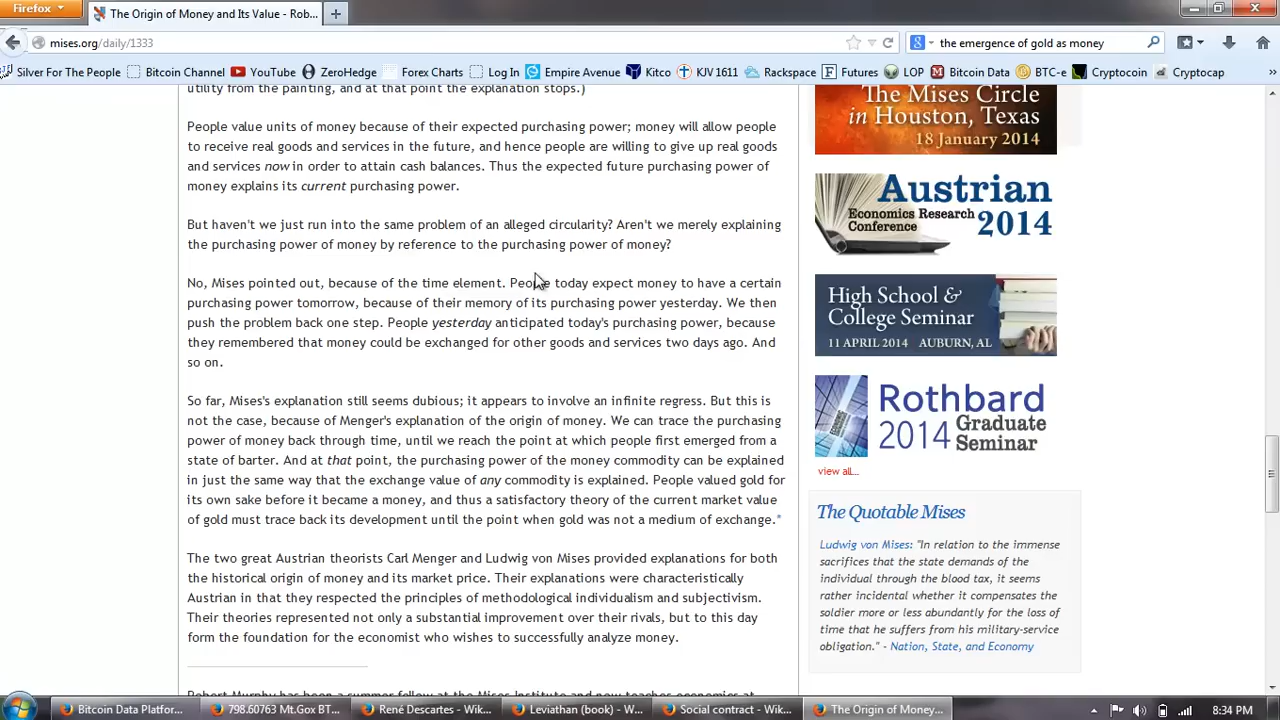 Firefox
The Origin of Money and Its Value - Rob...
mises.org/daily/1333
the emergence of gold as money
Silver For The People
Bitcoin Channel
YouTube
ZeroHedge
Forex Charts
Log In
Empire Avenue
Kitco
KJV 1611
Rackspace
Futures
LOP
Bitcoin Data
BTC-e
Cryptocoin
Cryptocap
utility from the painting, and at that point the explanation stops.)
People value units of money because of their expected purchasing power; money will allow people
to receive real goods and services in the future, and hence people are willing to give up real goods
and services now in order to attain cash balances. Thus the expected future purchasing power of
money explains its current purchasing power.
But haven't we just run into the same problem of an alleged circularity? Aren't we merely explaining
the purchasing power of money by reference to the purchasing power of money?
No, Mises pointed out, because of the time element. People today expect money to have a certain
purchasing power tomorrow, because of their memory of its purchasing power yesterday. We then
push the problem back one step. People yesterday anticipated today's purchasing power, because
they remembered that money could be exchanged for other goods and services two days ago. And
so on.
So far, Mises's explanation still seems dubious; it appears to involve an infinite regress. But this is
not the case, because of Menger's explanation of the origin of money. We can trace the purchasing
power of money back through time, until we reach the point at which people first emerged from a
state of barter. And at that point, the purchasing power of the money commodity can be explained
in just the same way that the exchange value of any commodity is explained. People valued gold for
its own sake before it became a money, and thus a satisfactory theory of the current market value
of gold must trace back its development until the point when gold was not a medium of exchange.*
The two great Austrian theorists Carl Menger and Ludwig von Mises provided explanations for both
the historical origin of money and its market price. Their explanations were characteristically
Austrian in that they respected the principles of methodological individualism and subjectivism.
Their theories represented not only a substantial improvement over their rivals, but to this day
form the foundation for the economist who wishes to successfully analyze money.
Robert Murphy has been a summer fellow at the Mises Institute and now teaches economics at
The Mises Circle
in Houston, Texas
18 January 2014
Austrian
Economics Research
Conference
2014
High School &
College Seminar
11 APRIL 2014 AUBURN, AL
Rothbard
2014 Graduate
Seminar
view all...
The Quotable Mises
Ludwig von Mises: "In relation to the immense
sacrifices that the state demands of the
individual through the blood tax, it seems
rather incidental whether it compensates the
soldier more or less abundantly for the loss of
time that he suffers from his military-service
obligation." - Nation, State, and Economy
Bitcoin Data Platfor...
798.60763 Mt.Gox BT...
René Descartes - Wik...
Leviathan (book) - W...
Social contract - Wik...
The Origin of Money...
8:34 PM